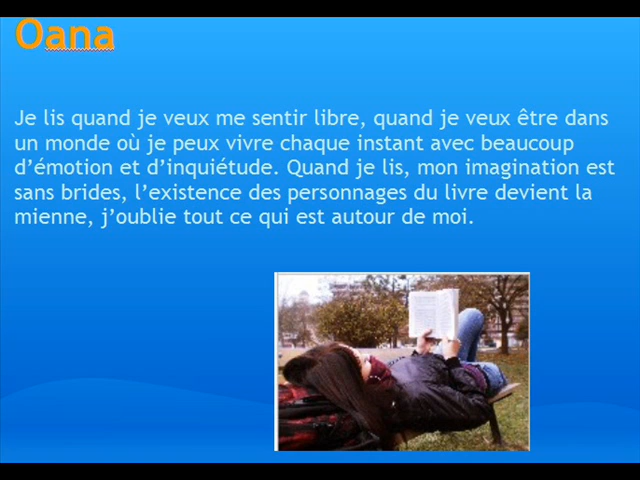 Oana
Je lis quand je veux me sentir libre, quand je veux être dans
un monde où je peux vivre chaque instant avec beaucoup
d’émotion et d’inquiétude. Quand je lis, mon imagination est
sans brides, l’existence des personnages du livre devient la
mienne, j’oublie tout ce qui est autour de moi.